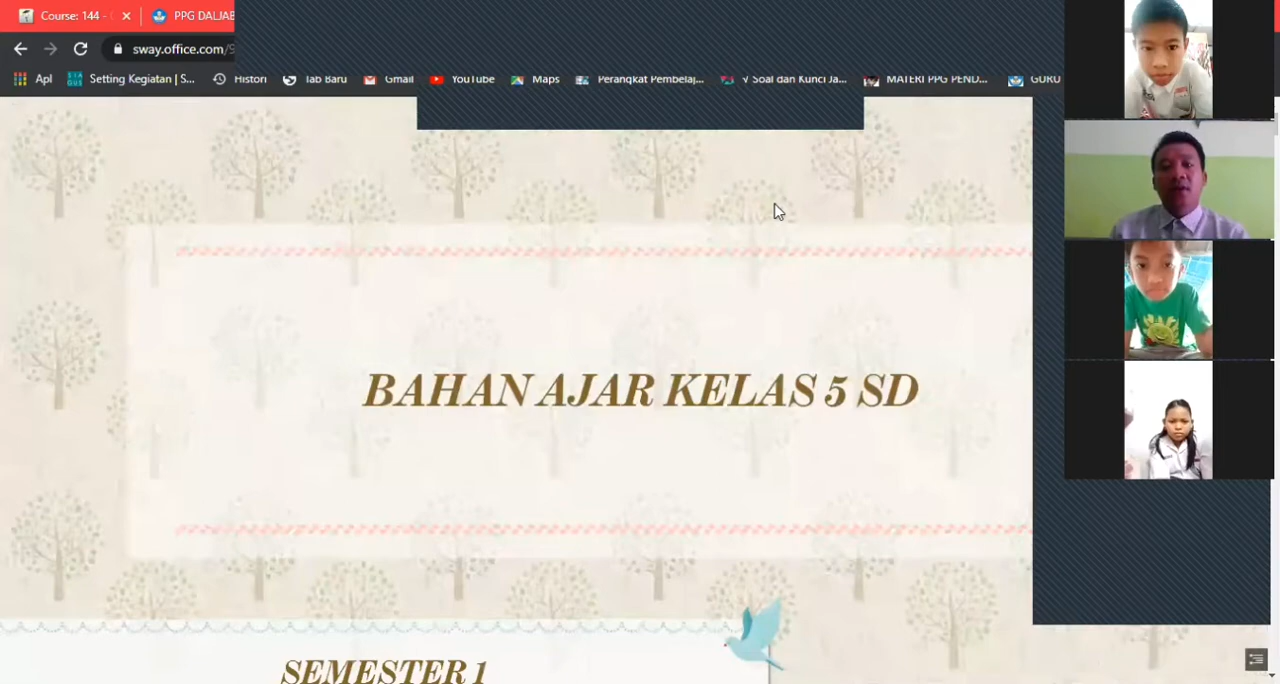 Course: 144 -
PPG DALJAB
sway.office.com/9
Apl
Setting Kegiatan | S...
Histori
Tab Baru
Gmail
YouTube
Maps
Perangkat Pembelaj...
√ Soal dan Kunci Ja...
MATERI PPG PEND...
GURU
BAHAN AJAR KELAS 5 SD
SEMESTER 1